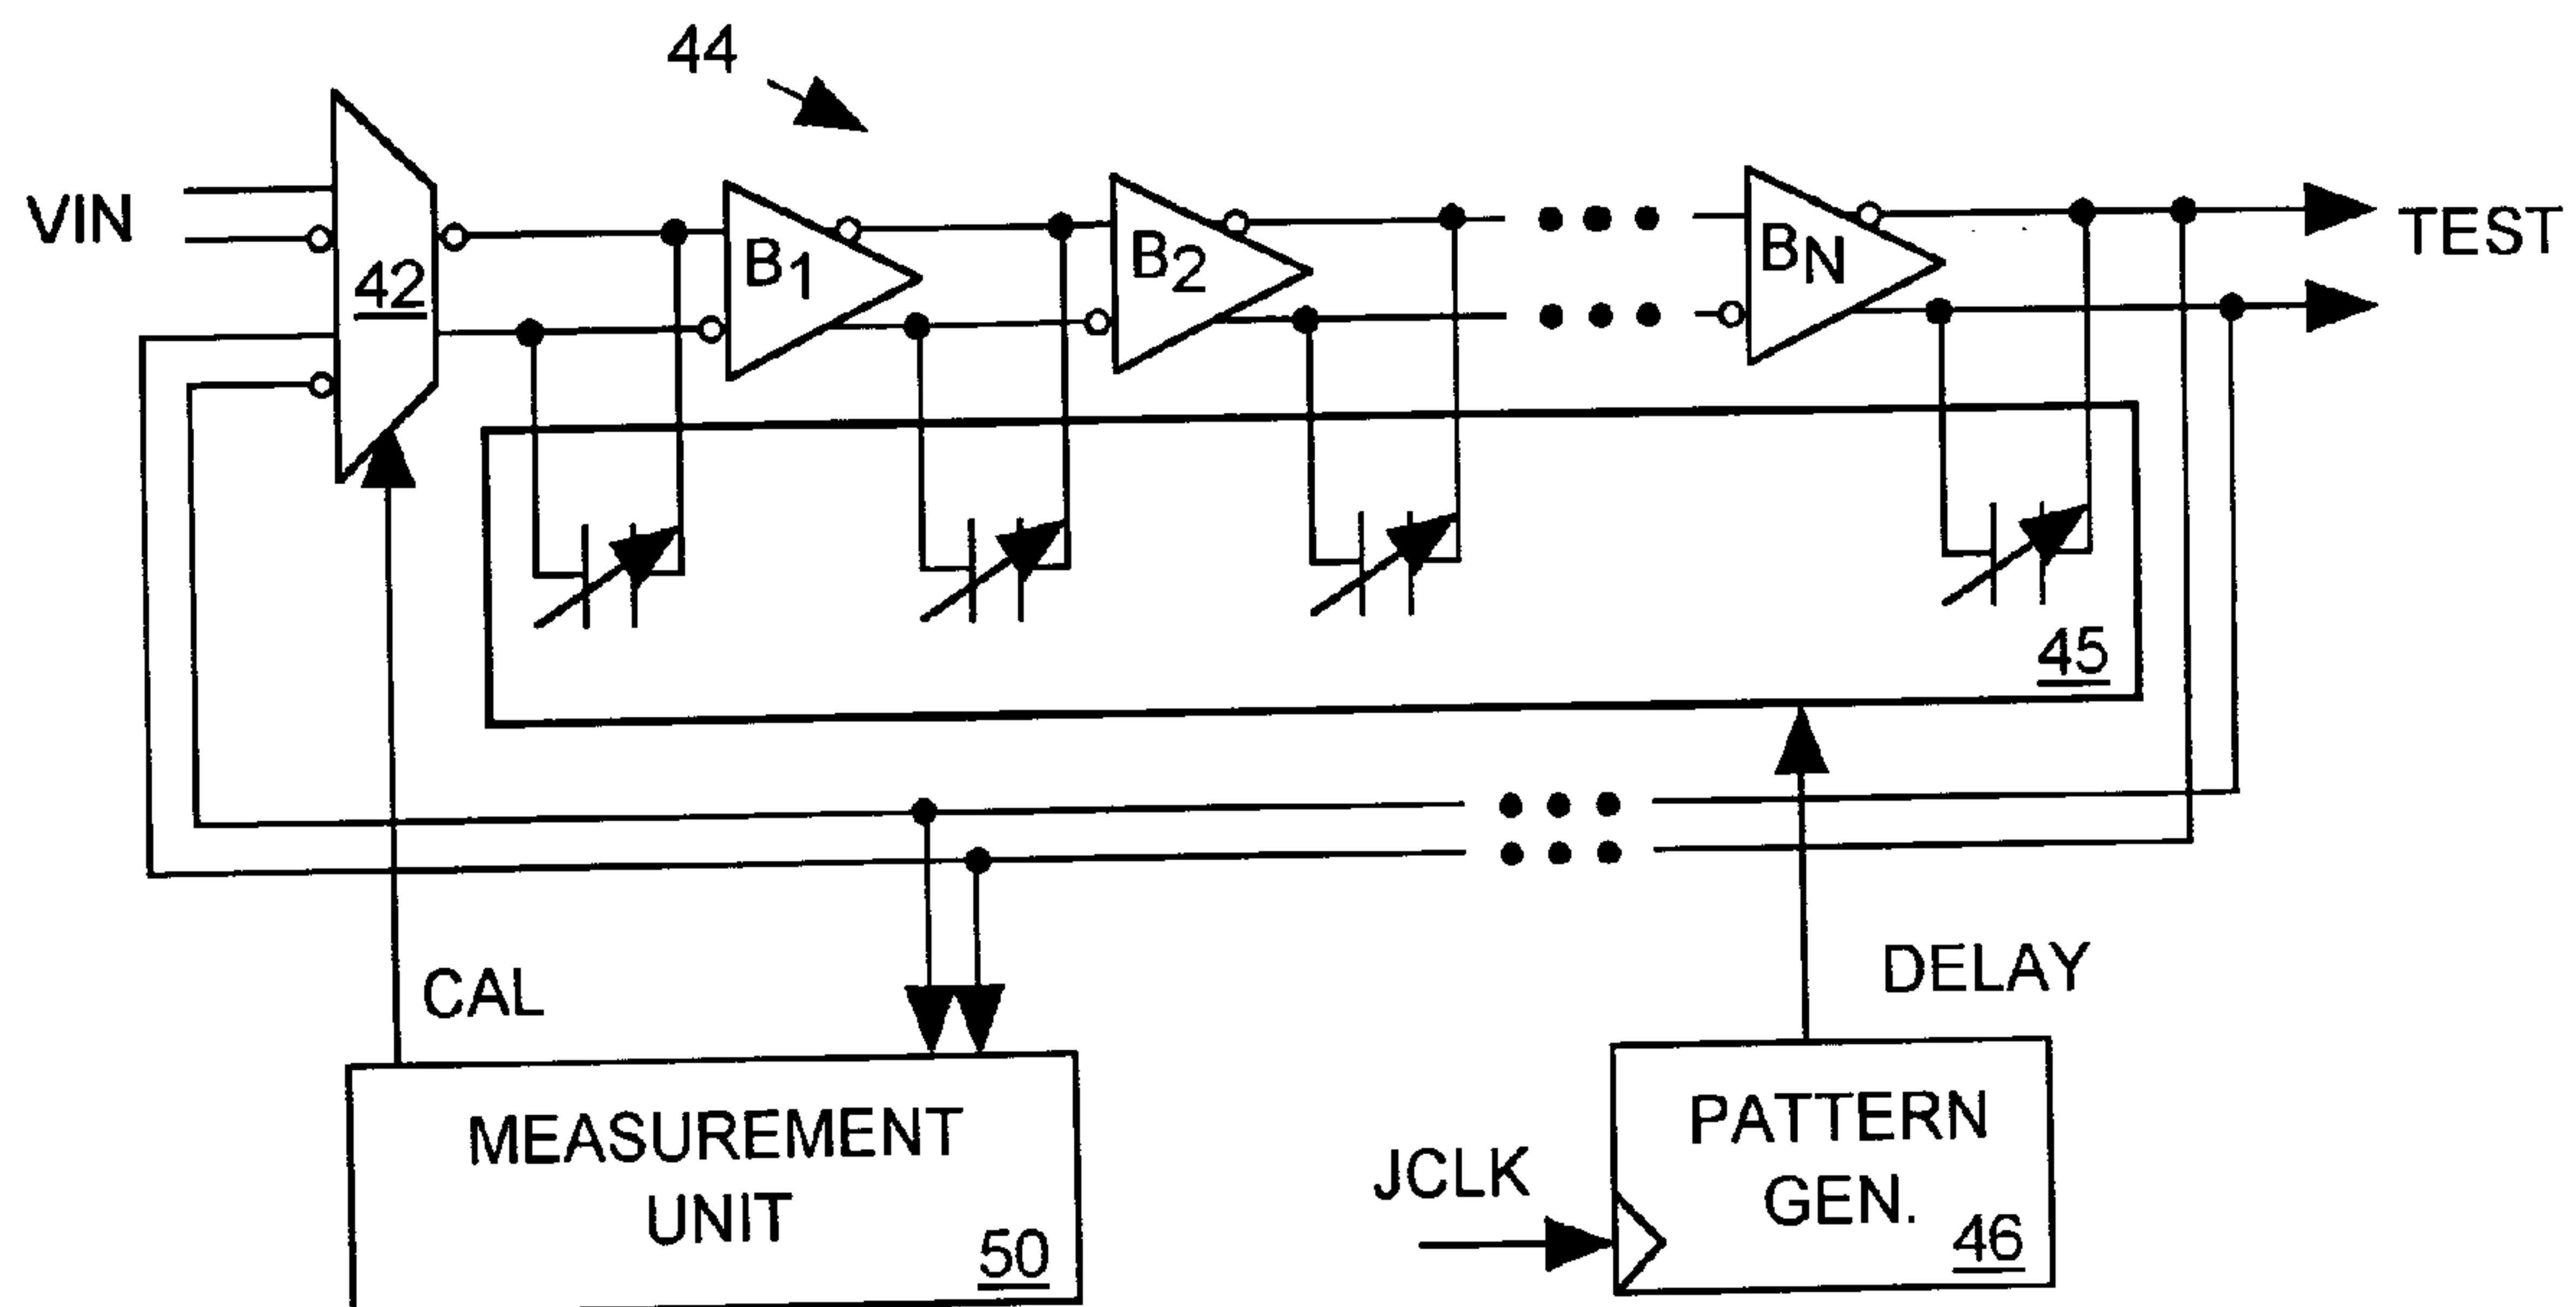 44
VIN
42
B1
B2
BN
TEST
45
CAL
DELAY
MEASUREMENT
UNIT
50
JCLK
PATTERN
GEN.
46